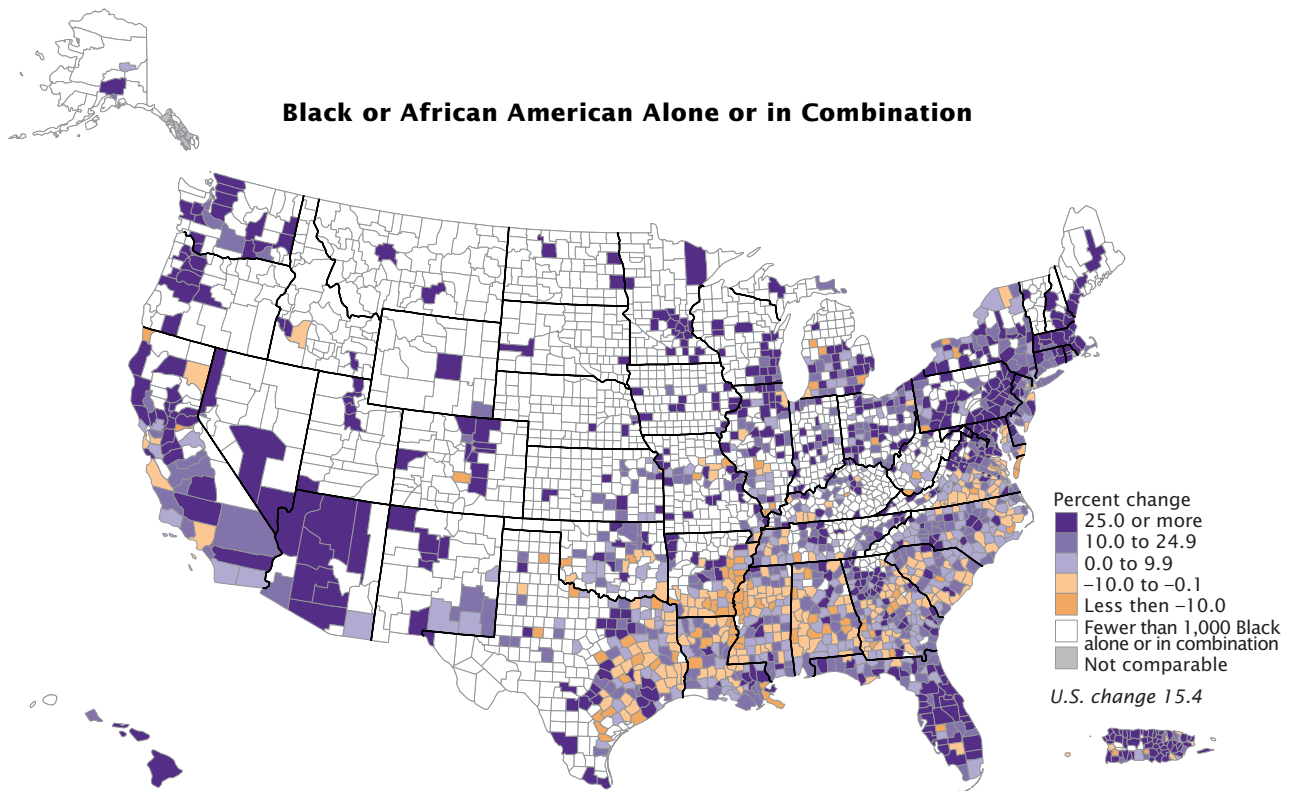 Black or African American Alone or in Combination
Percent change
25.0 or more
10.0 to 24.9
0.0 to 9.9
–10.0 to –0.1
Less then –10.0
Fewer than 1,000 Black
alone or in combination
Not comparable
U.S. change 15.4